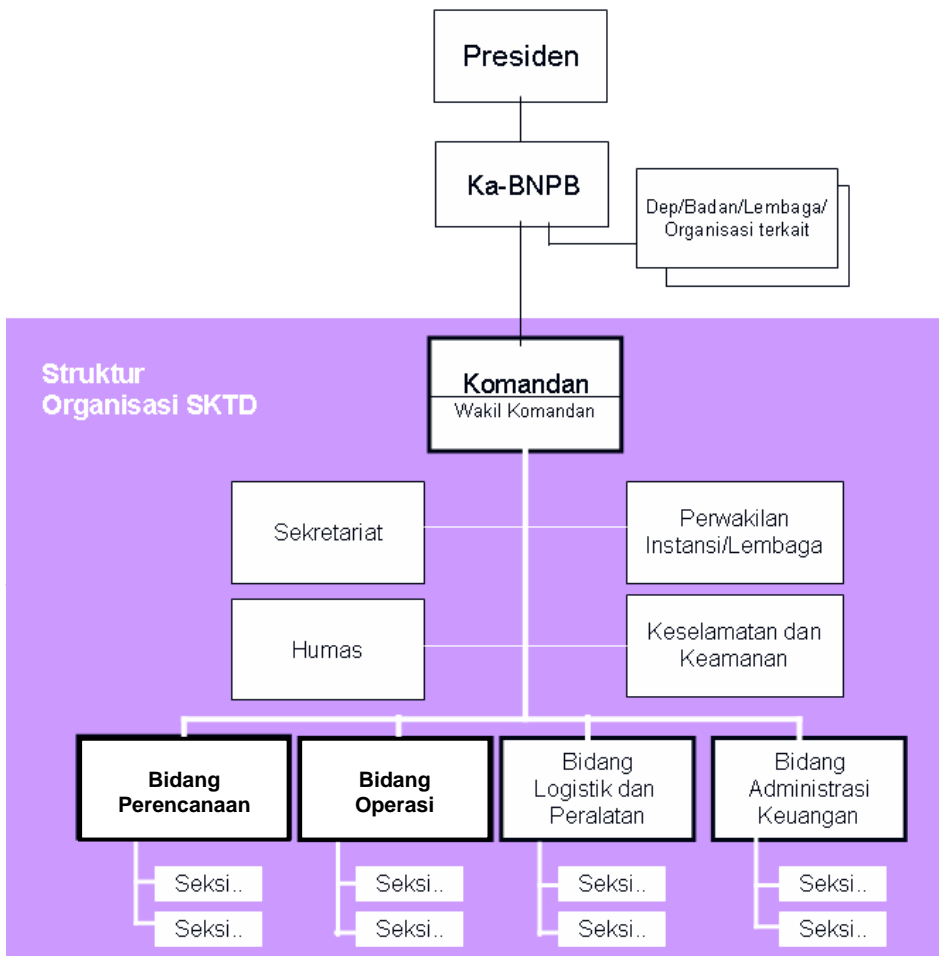 Presiden
Ka-BNPB
Dep/Badan/Lembaga/
Organisasi terkait
Struktur
Organisasi SKTD
Komandan
Wakil Komandan
Sekretariat
Perwakilan
Instansi/Lembaga
Humas
Keselamatan dan
Keamanan
Bidang
Perencanaan
Bidang
Operasi
Bidang
Logistik dan
Peralatan
Bidang
Administrasi
Keuangan
Seksi..
Seksi..
Seksi..
Seksi..
Seksi..
Seksi..
Seksi..
Seksi..